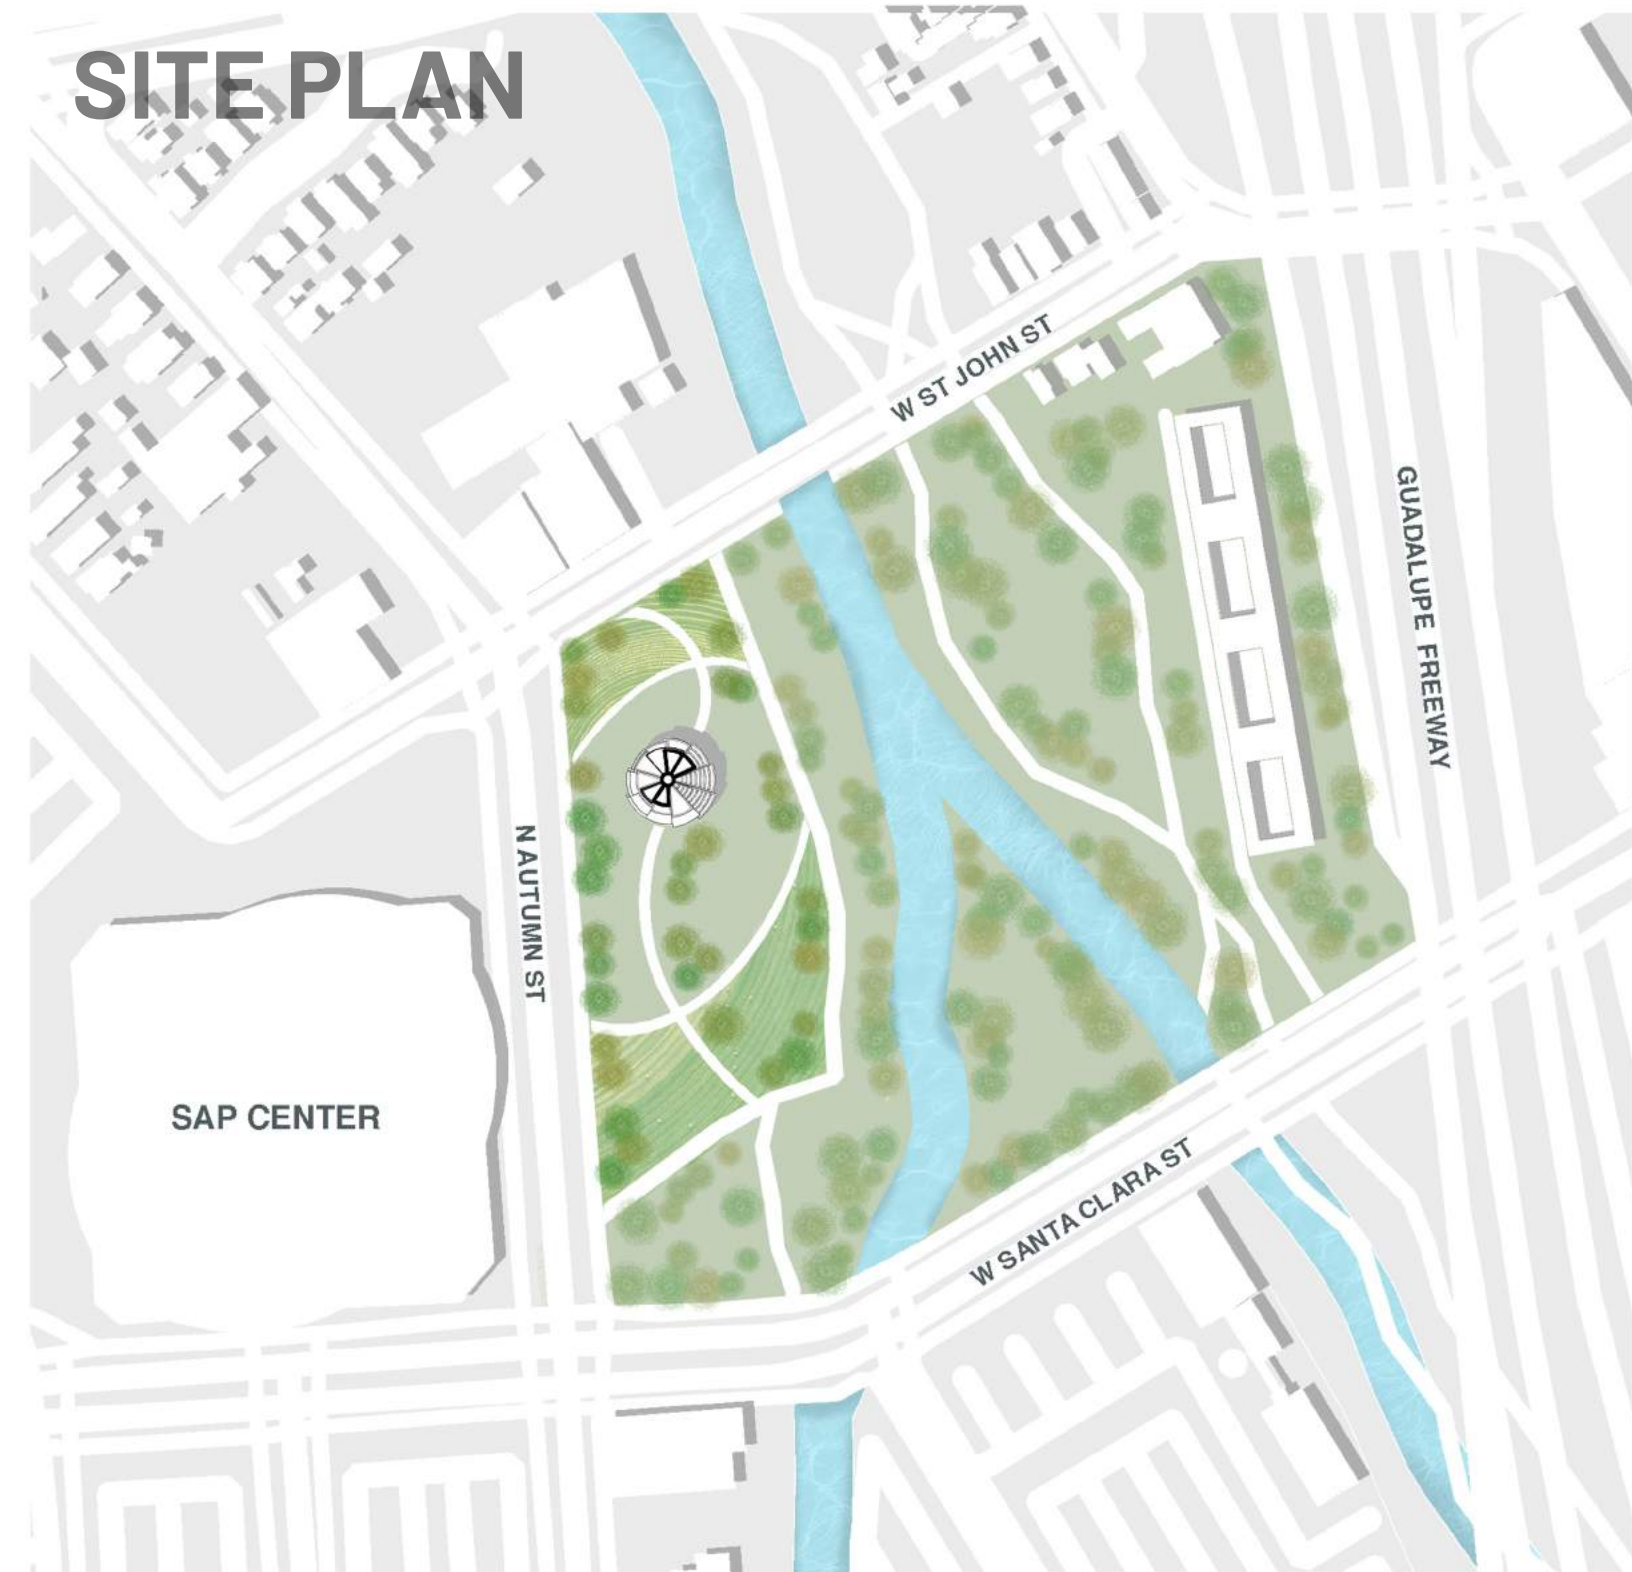 SITE PLAN
W ST JOHN ST
GUADALUPE FREEWAY
N AUTUMN ST
SAP CENTER
W SANTA CLARA ST